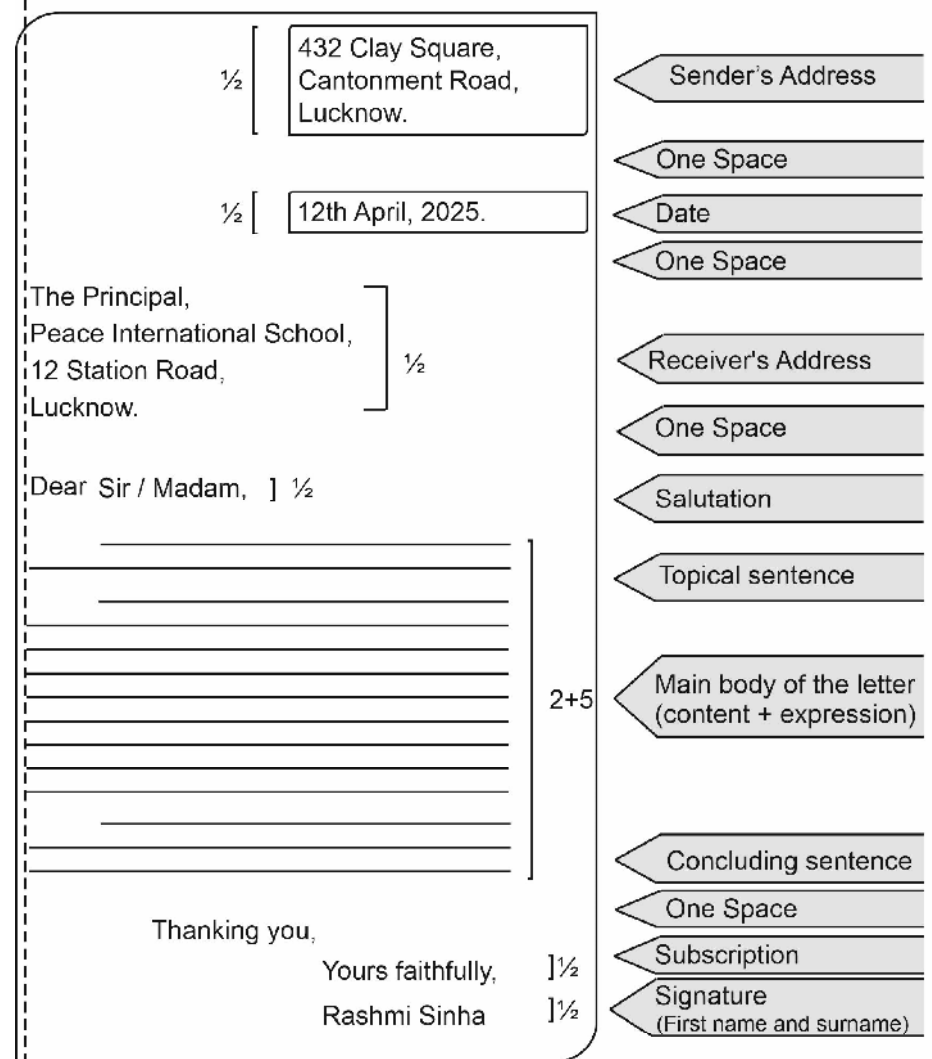 432 Clay Square,
½ Cantonment Road,
Lucknow.
Sender's Address
One Space
½ 12th April, 2025.
Date
One Space
The Principal,
Peace International School,
12 Station Road,
Lucknow.
½
Receiver's Address
One Space
Dear Sir / Madam, ] ½
Salutation
Topical sentence
2+5
Main body of the letter
(content + expression)
Concluding sentence
One Space
Thanking you,
Subscription
Yours faithfully, ]½
Rashmi Sinha ]½
Signature
(First name and surname)